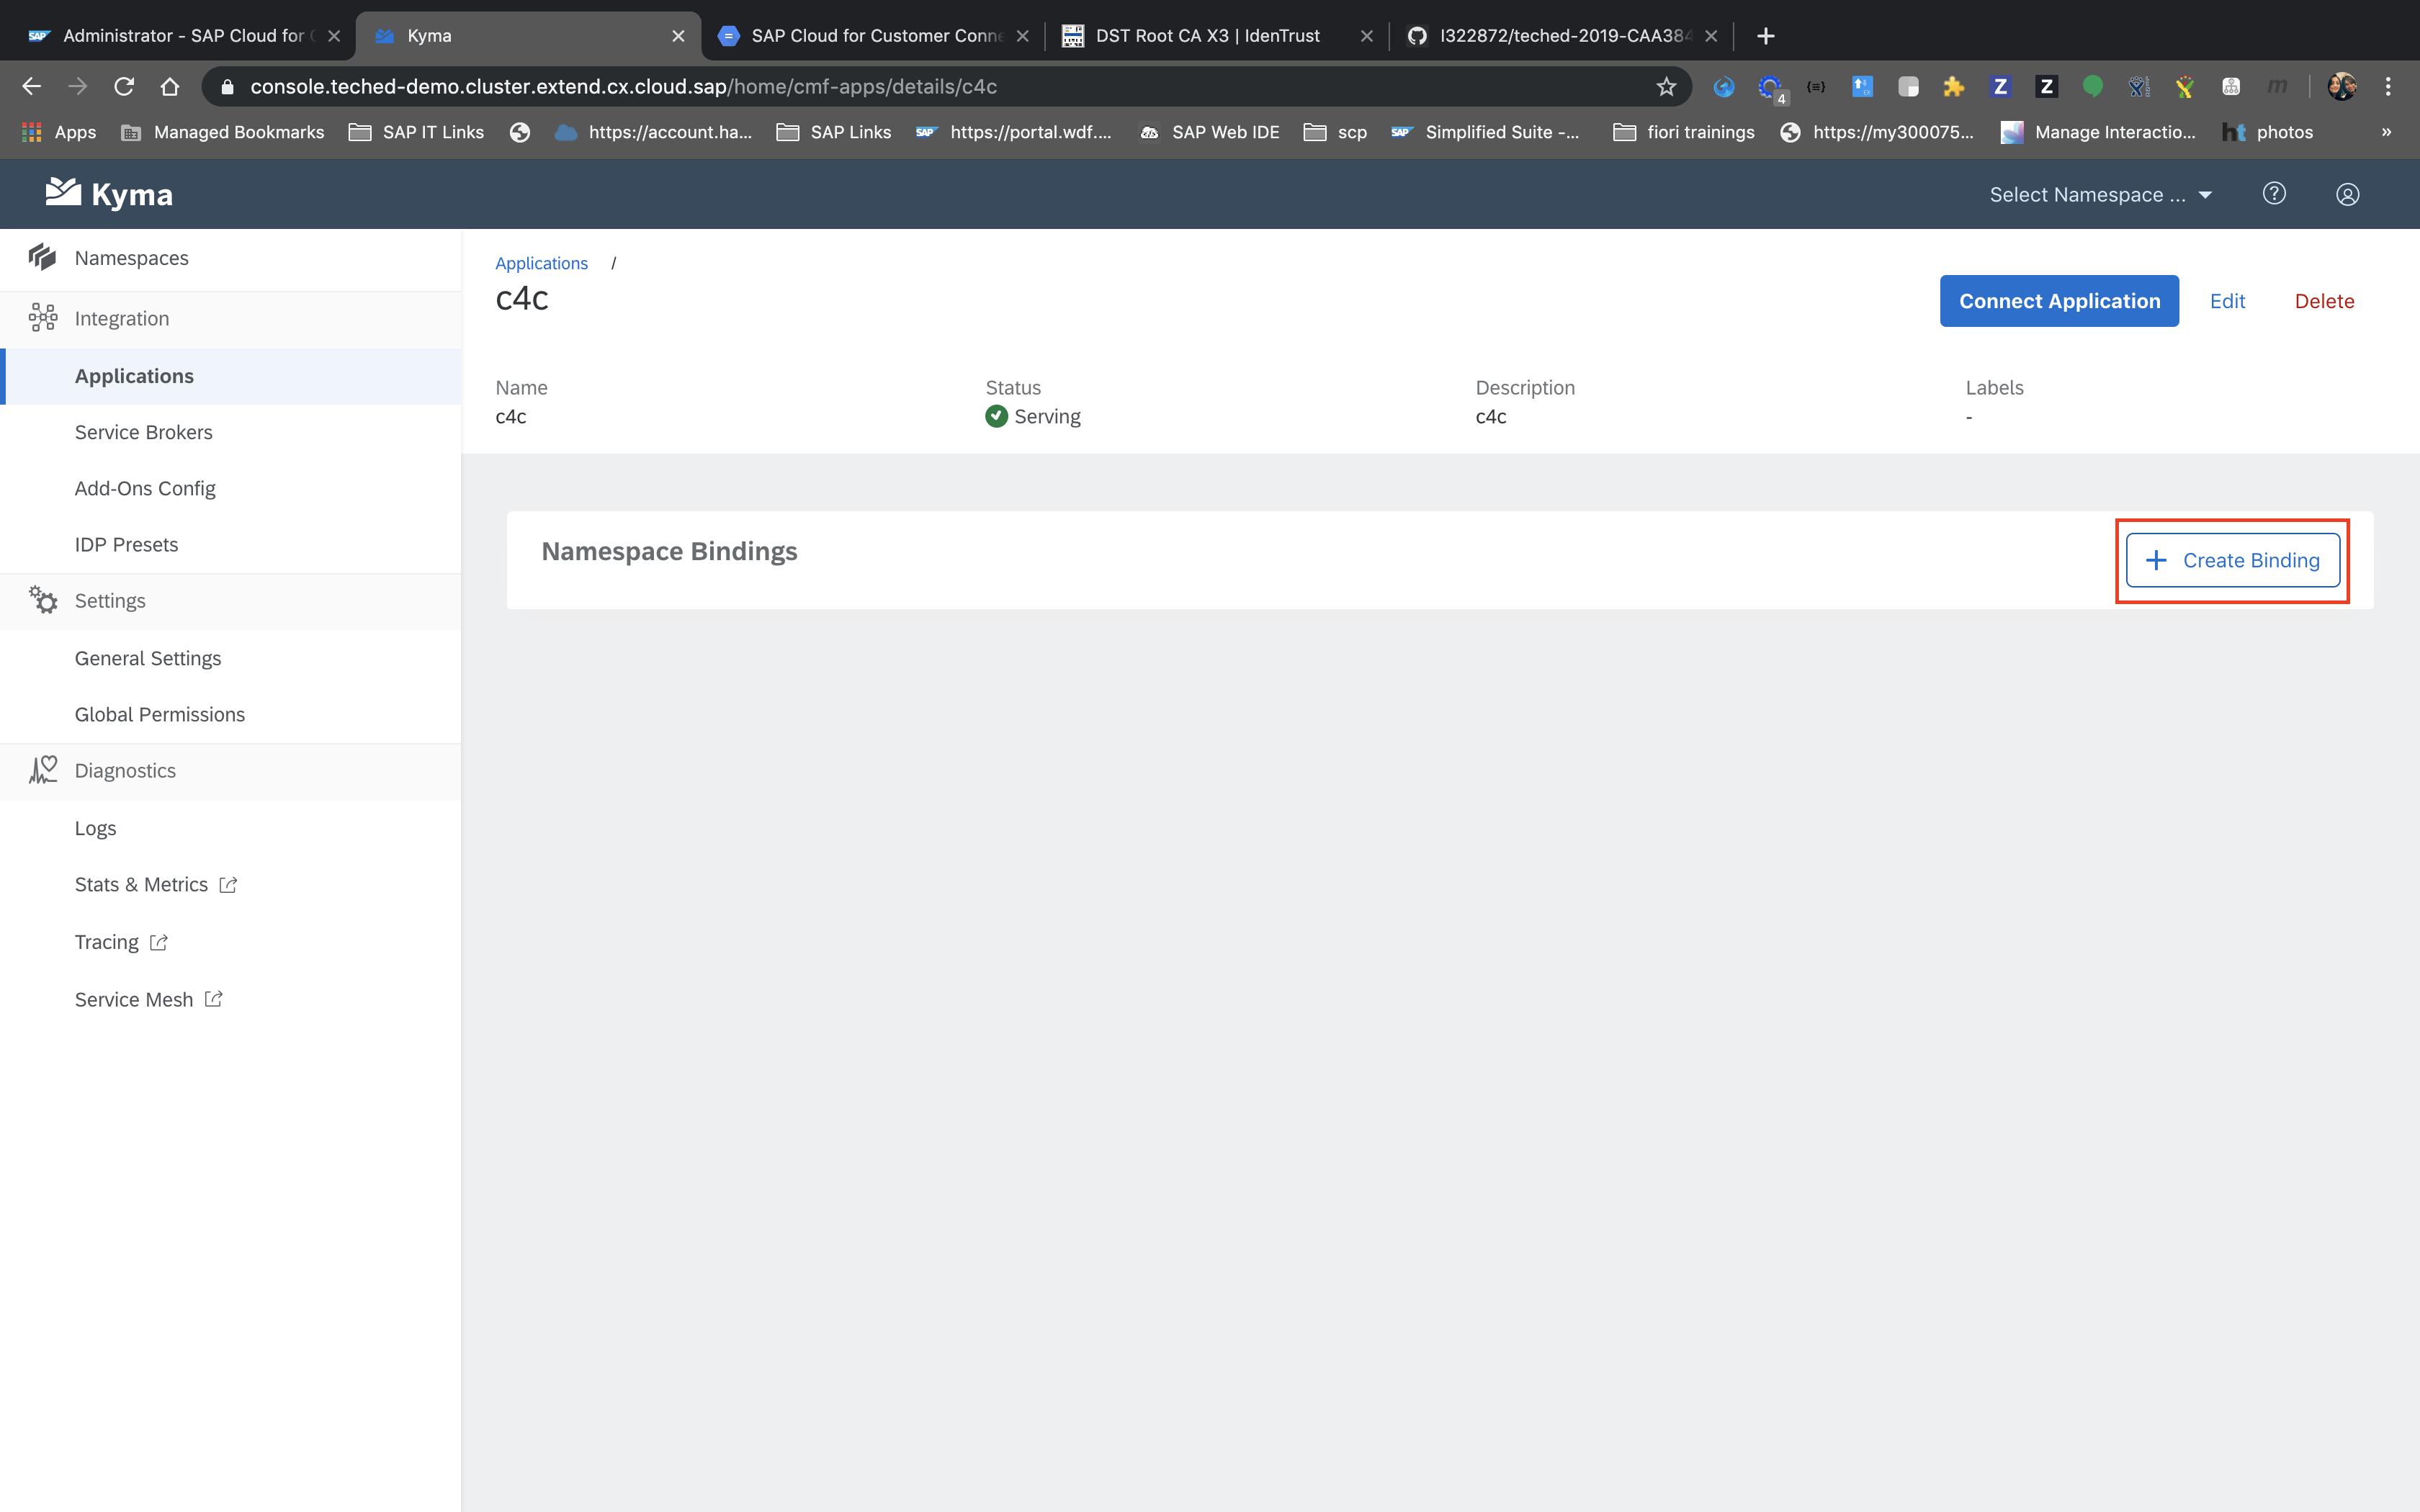 Administrator - SAP Cloud for
Kyma
SAP Cloud for Customer Conne
DST Root CA X3 | IdenTrust
I322872/teched-2019-CAA384
console.teched-demo.cluster.extend.cx.cloud.sap/home/cmf-apps/details/c4c
4
Z
Z
m
Apps
Managed Bookmarks
SAP IT Links
https://account.ha...
SAP Links
SAP
https://portal.wdf....
SAP Web IDE
scp
SAP
Simplified Suite -...
fiori trainings
https://my300075...
Manage Interactio...
ht
photos
»
Kyma
Select Namespace ...
?
Namespaces
Integration
Applications
Service Brokers
Add-Ons Config
IDP Presets
Settings
General Settings
Global Permissions
Diagnostics
Logs
Stats & Metrics
Tracing
Service Mesh
Applications /
c4c
Connect Application
Edit
Delete
Name
c4c
Status
Serving
Description
c4c
Labels
-
Namespace Bindings
+ Create Binding